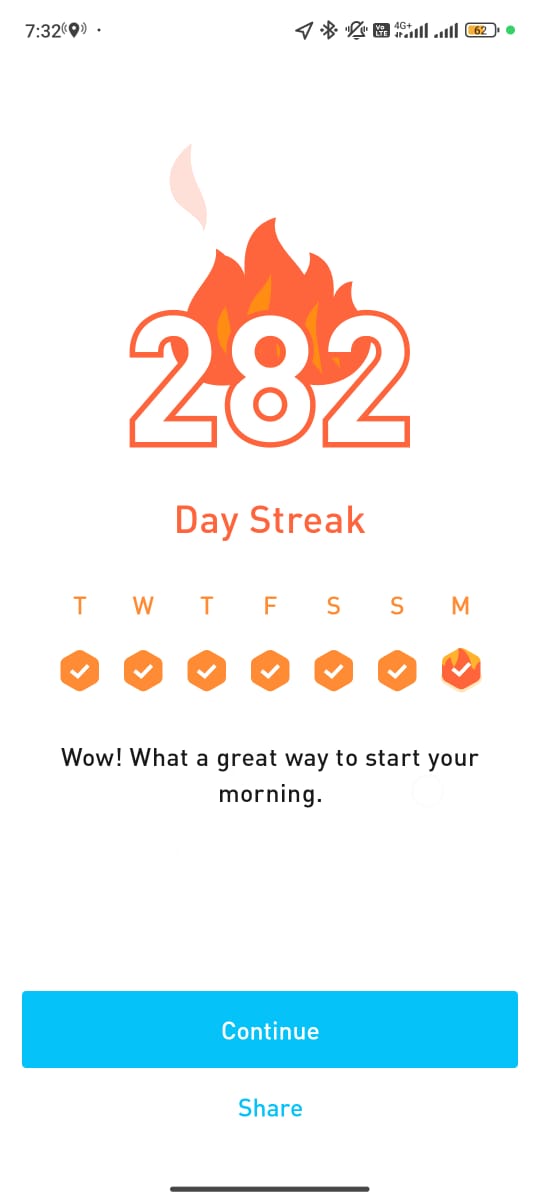 7:32
Vo LTE 4G+ 62
282
Day Streak
T W T F S S M
Wow! What a great way to start your
morning.
Continue
Share